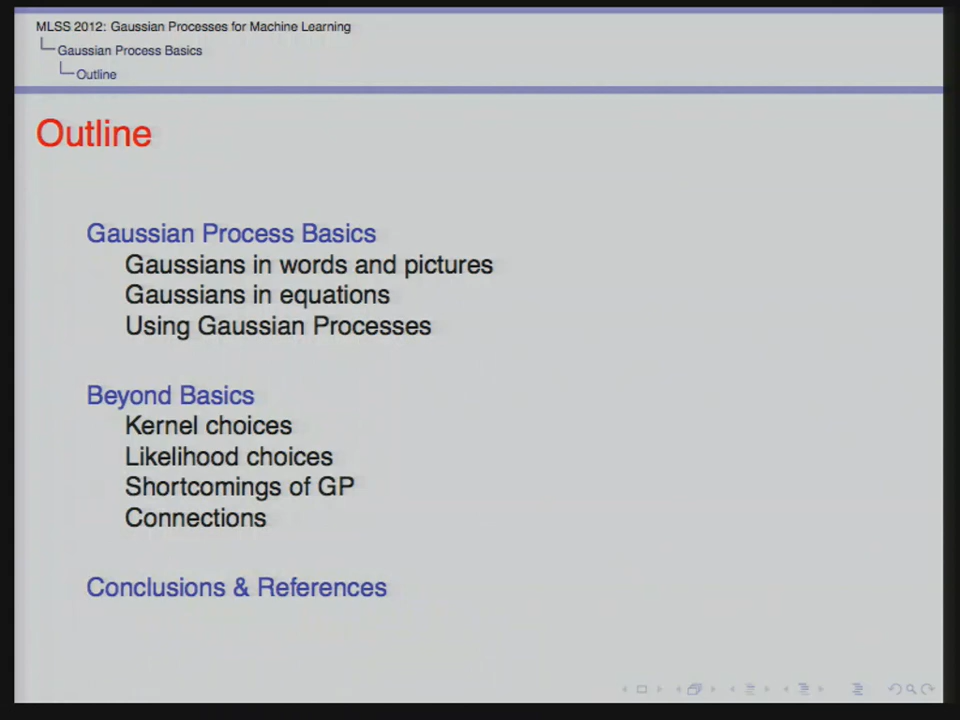 MLSS 2012: Gaussian Processes for Machine Learning
Gaussian Process Basics
Outline
Outline
Gaussian Process Basics
Gaussians in words and pictures
Gaussians in equations
Using Gaussian Processes
Beyond Basics
Kernel choices
Likelihood choices
Shortcomings of GP
Connections
Conclusions & References